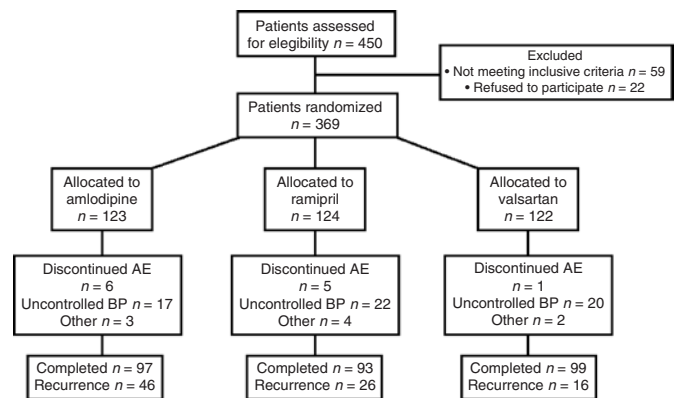 Patients assessed
for elegibility n = 450
Excluded
• Not meeting inclusive criteria n = 59
• Refused to participate n = 22
Patients randomized
n = 369
Allocated to
amlodipine
n = 123
Allocated to
ramipril
n = 124
Allocated to
valsartan
n = 122
Discontinued AE
n = 6
Uncontrolled BP n = 17
Other n = 3
Discontinued AE
n = 5
Uncontrolled BP n = 22
Other n = 4
Discontinued AE
n = 1
Uncontrolled BP n = 20
Other n = 2
Completed n = 97
Recurrence n = 46
Completed n = 93
Recurrence n = 26
Completed n = 99
Recurrence n = 16